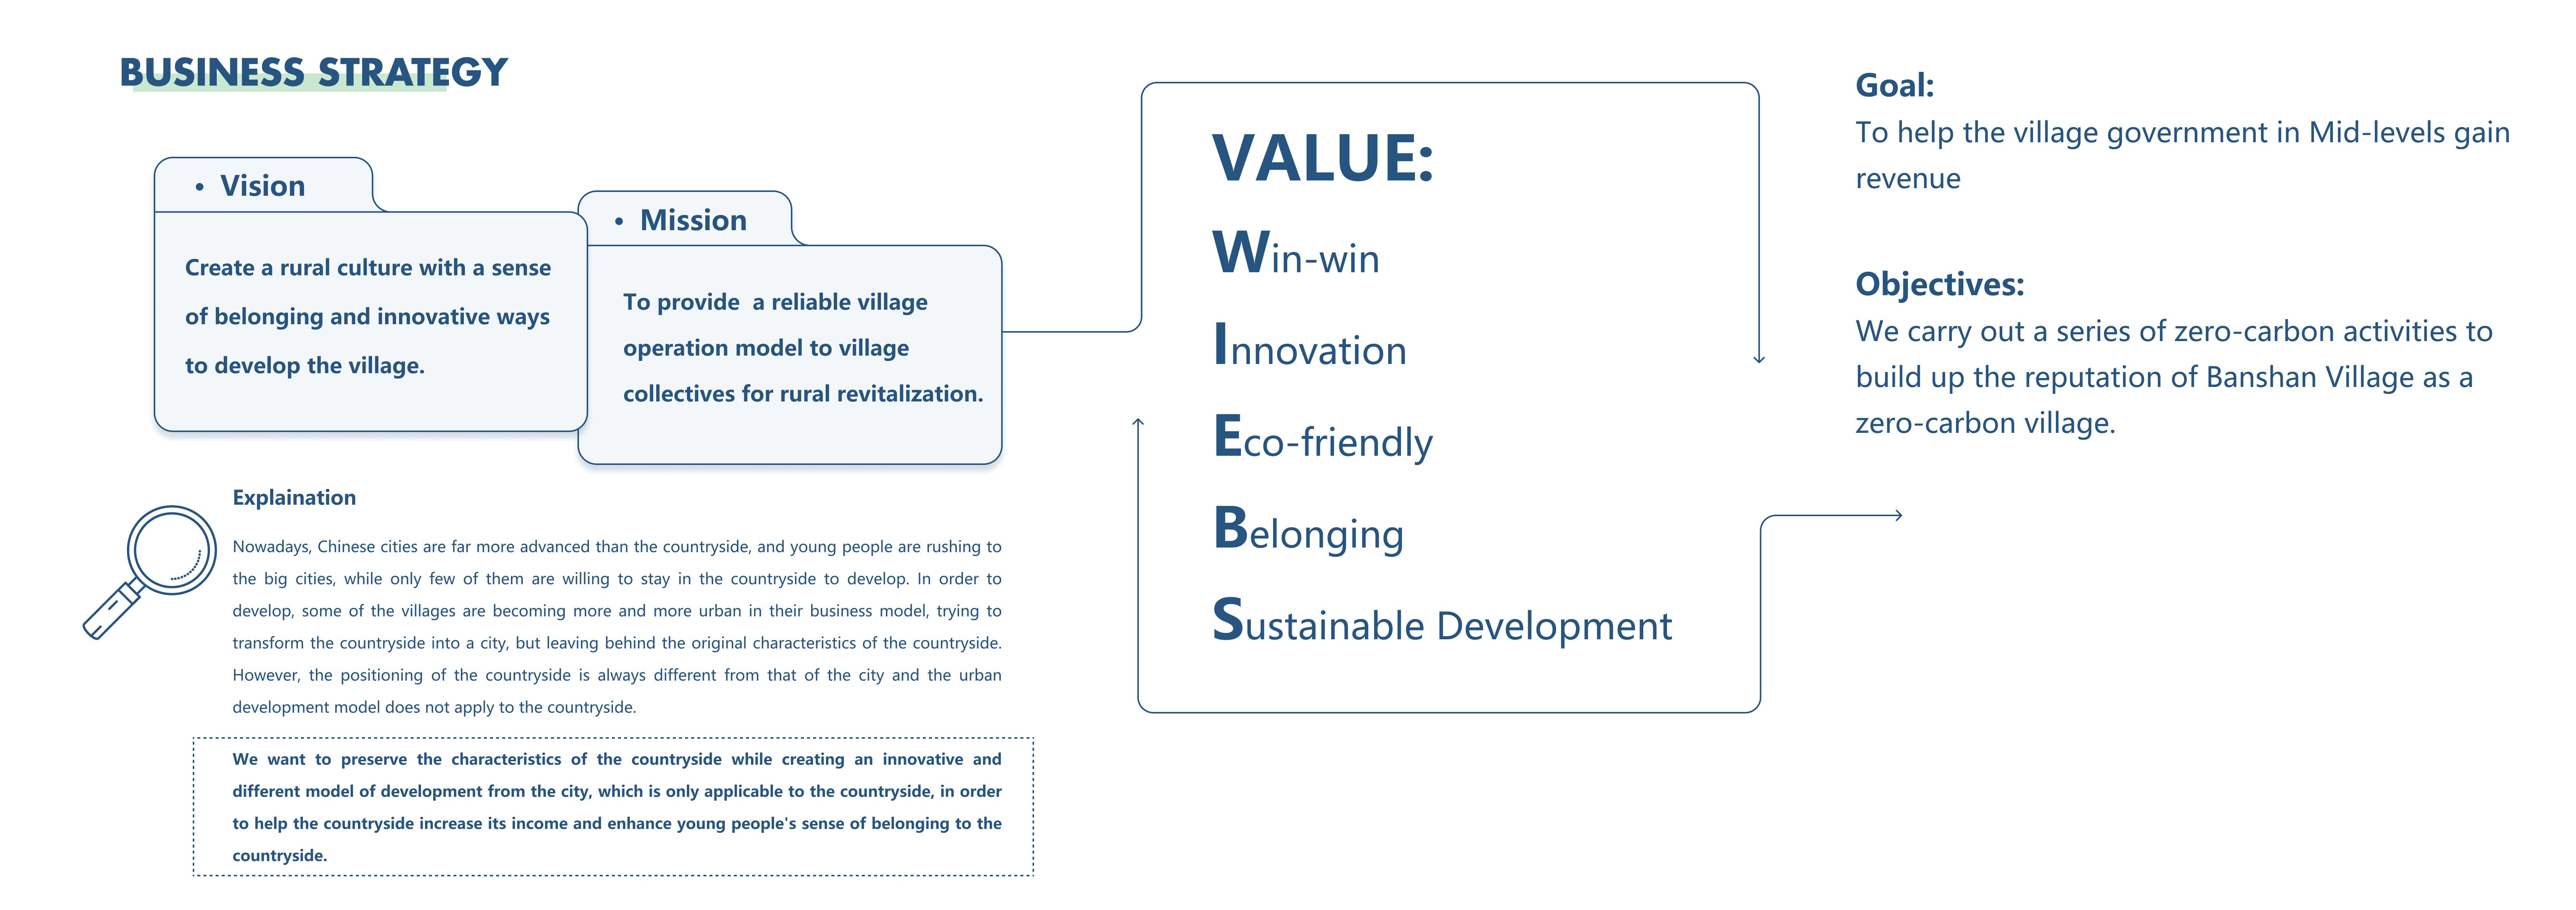 BUSINESS STRATEGY
• Vision
Create a rural culture with a sense
of belonging and innovative ways
to develop the village.
• Mission
To provide  a reliable village
operation model to village
collectives for rural revitalization.
Explaination
Nowadays, Chinese cities are far more advanced than the countryside, and young people are rushing to
the big cities, while only few of them are willing to stay in the countryside to develop. In order to
develop, some of the villages are becoming more and more urban in their business model, trying to
transform the countryside into a city, but leaving behind the original characteristics of the countryside.
However, the positioning of the countryside is always different from that of the city and the urban
development model does not apply to the countryside.
We want to preserve the characteristics of the countryside while creating an innovative and
different model of development from the city, which is only applicable to the countryside, in order
to help the countryside increase its income and enhance young people's sense of belonging to the
countryside.
VALUE:
Win-win
Innovation
Eco-friendly
Belonging
Sustainable Development
Goal:
To help the village government in Mid-levels gain
revenue
Objectives:
We carry out a series of zero-carbon activities to
build up the reputation of Banshan Village as a
zero-carbon village.